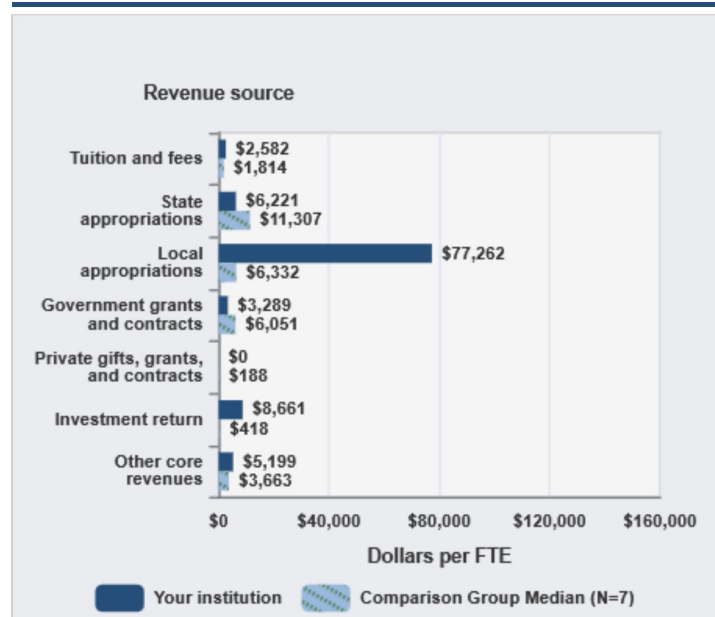 Revenue source
Tuition and fees
$2,582
$1,814
State
appropriations
$6,221
$11,307
Local
appropriations
$77,262
$6,332
Government grants
and contracts
$3,289
$6,051
Private gifts, grants,
and contracts
$0
$188
Investment return
$8,661
$418
Other core
revenues
$5,199
$3,663
$0 $40,000 $80,000 $120,000 $160,000
Dollars per FTE
Your institution Comparison Group Median (N=7)